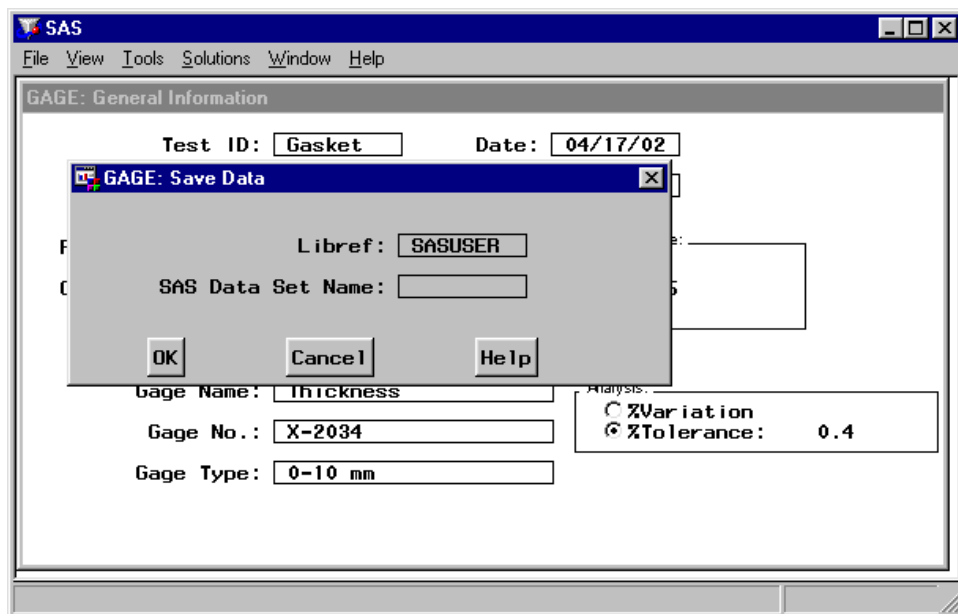 SAS
File View Tools Solutions Window Help
GAGE: General Information
Test ID: Gasket Date: 04/17/02
GAGE: Save Data
Libref: SASUSER
SAS Data Set Name:
OK Cancel Help
Gage Name: Thickness
Analysis:
%Variation
Gage No.: X-2034
%Tolerance: 0.4
Gage Type: 0-10 mm